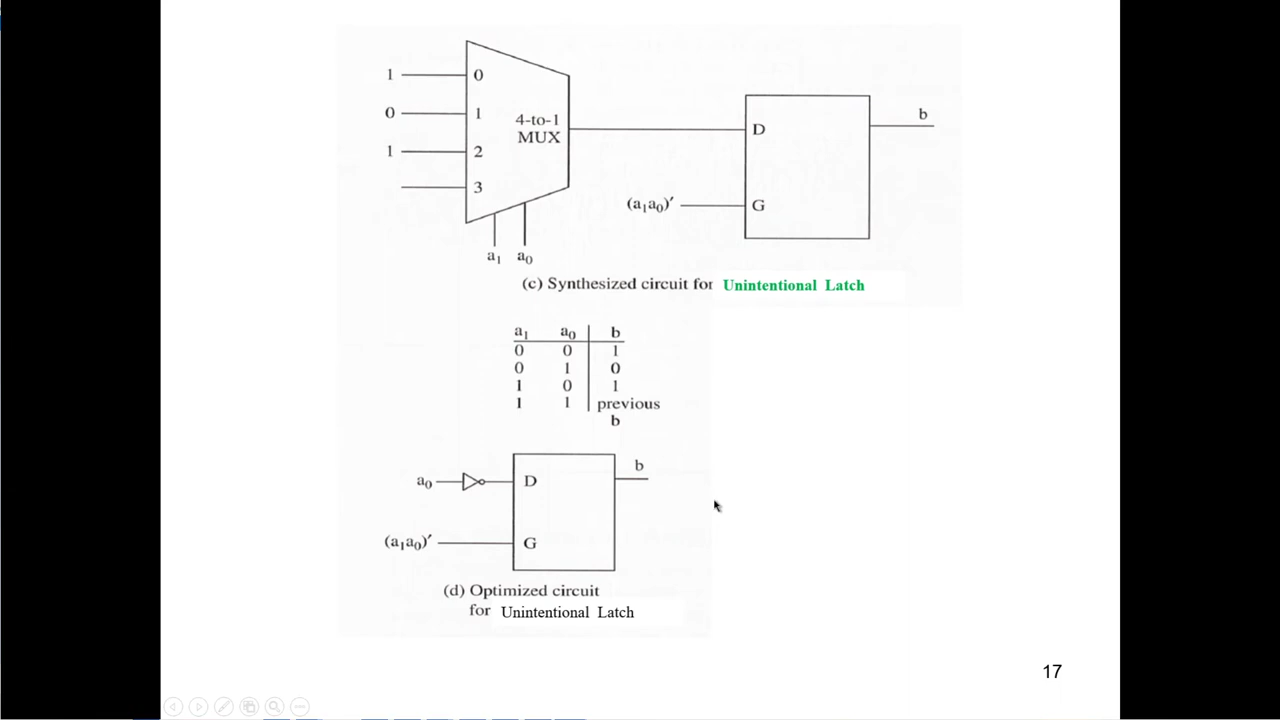 1
0
0
1
4-to-1
MUX
1
2
3
a₁ a₀
D
G
b
(a₁a₀)′
(c) Synthesized circuit for Unintentional Latch
a₁ a₀ b
0 0 1
0 1 0
1 0 1
1 1 previous
b
a₀
D
b
(a₁a₀)′
G
(d) Optimized circuit
for Unintentional Latch
17